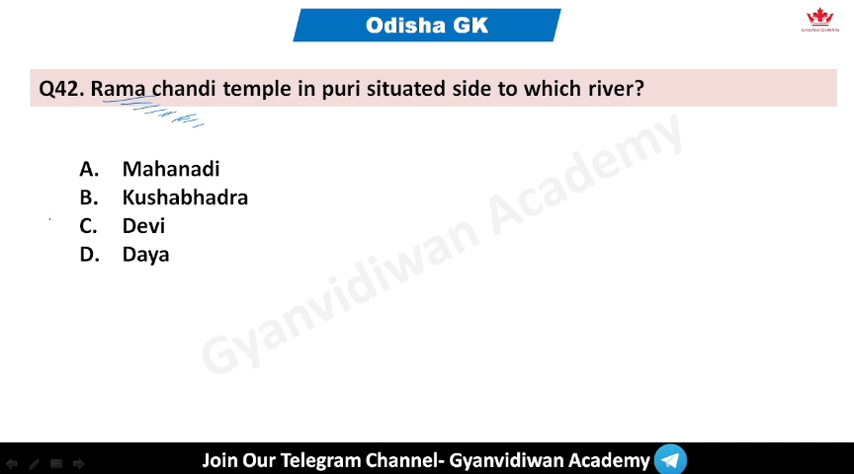 Odisha GK
GYANVIDIWAN
Q42. Rama chandi temple in puri situated side to which river?
A. Mahanadi
B. Kushabhadra
C. Devi
D. Daya
Gyanvidiwan Academy
Join Our Telegram Channel- Gyanvidiwan Academy